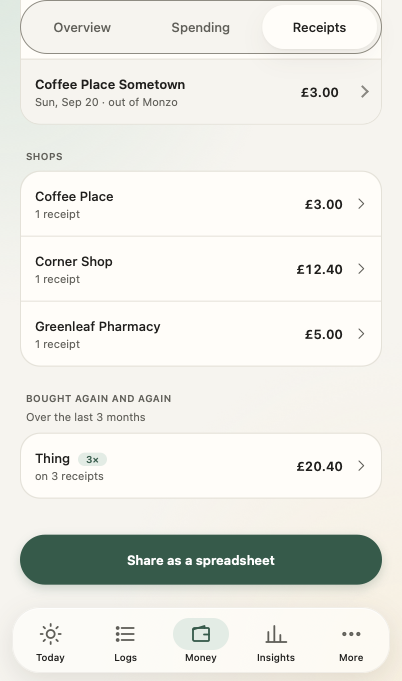 Overview
Spending
Receipts
Coffee Place Sometown
£3.00
Sun, Sep 20 · out of Monzo
SHOPS
Coffee Place
£3.00
1 receipt
Corner Shop
£12.40
1 receipt
Greenleaf Pharmacy
£5.00
1 receipt
BOUGHT AGAIN AND AGAIN
Over the last 3 months
Thing 3×
£20.40
on 3 receipts
Share as a spreadsheet
Today
Logs
Money
Insights
More